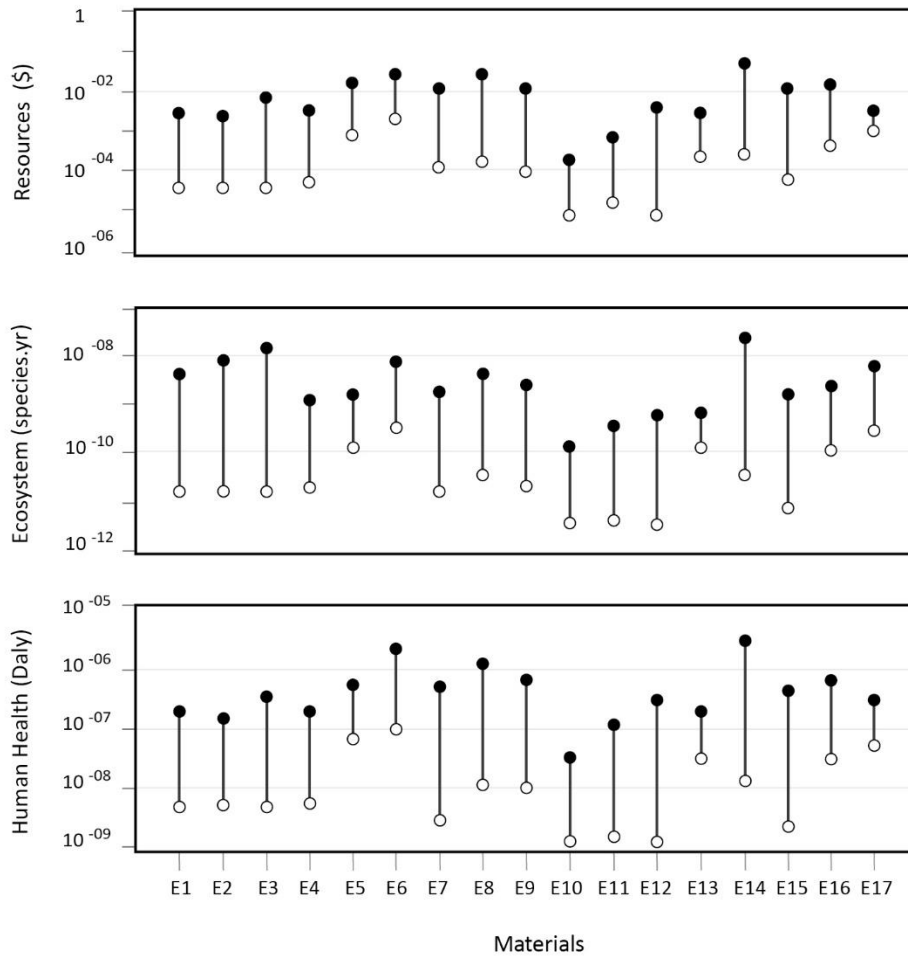 Resources ($)
1
10 -02
10 -04
10 -06
Ecosystem (species.yr)
10 -08
10 -10
10 -12
Human Health (Daly)
10 -05
10 -06
10 -07
10 -08
10 -09
E1 E2 E3 E4 E5 E6 E7 E8 E9 E10 E11 E12 E13 E14 E15 E16 E17
Materials